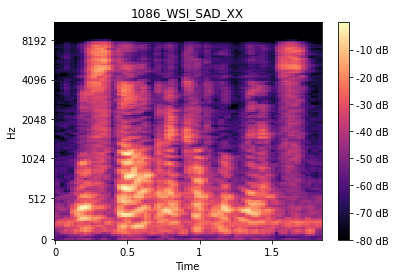 1086_WSI_SAD_XX
8192
4096
2048
1024
512
0
Hz
0
0.5
1
1.5
Time
-10 dB
-20 dB
-30 dB
-40 dB
-50 dB
-60 dB
-70 dB
-80 dB